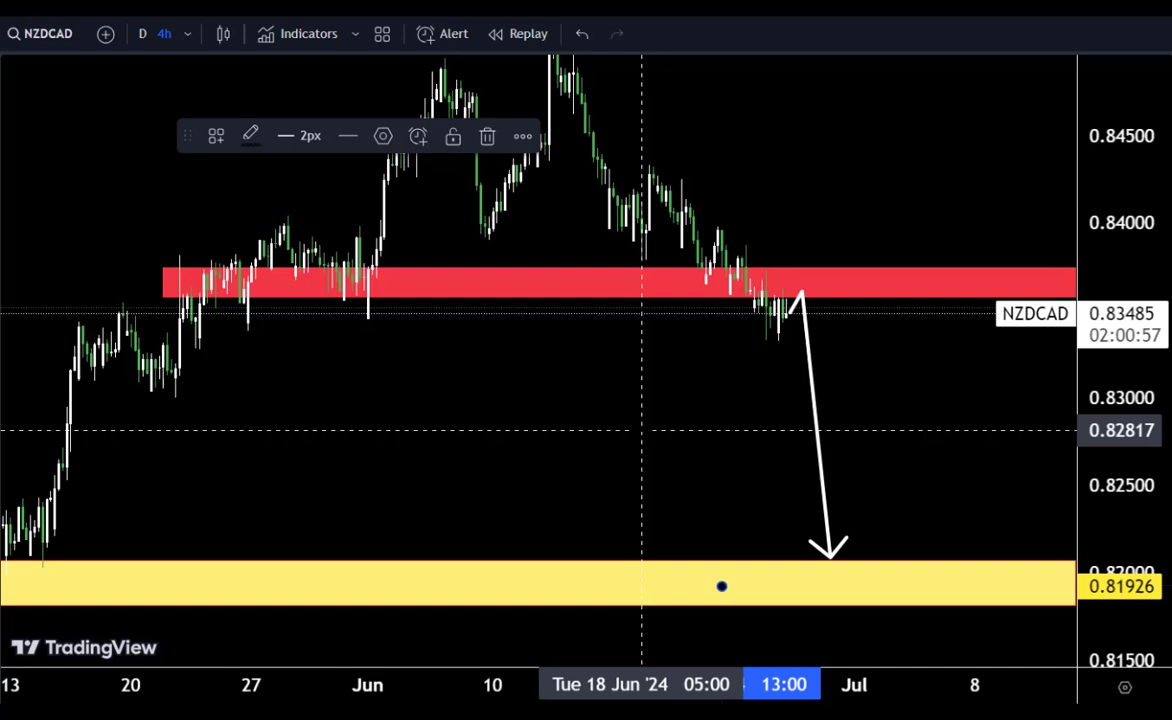 NZDCAD D 4h Indicators Alert Replay
2px
0.84500
0.84000
NZDCAD 0.83485
02:00:57
0.83000
0.82817
0.82500
0.82000
0.81926
TradingView
0.81500
13 20 27 Jun 10 Tue 18 Jun '24 05:00 13:00 Jul 8